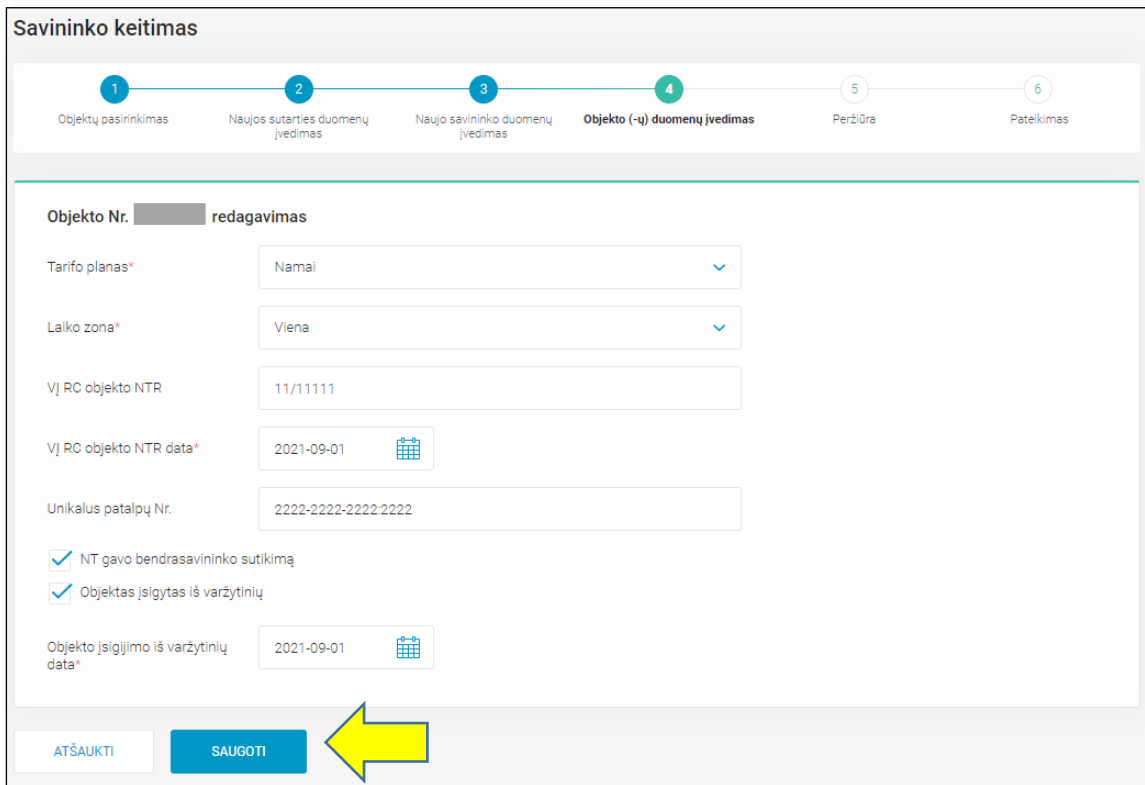 Savininko keitimas
1 2 3 4 5 6
Objektų pasirinkimas Naujos sutarties duomenų Naujo savininko duomenų Objekto (-ų) duomenų įvedimas Peržiūra Pateikimas
įvedimas įvedimas
Objekto Nr. redagavimas
Tarifo planas* Namai
Laiko zona* Viena
VĮ RC objekto NTR 11/11111
VĮ RC objekto NTR data* 2021-09-01
Unikalus patalpų Nr. 2222-2222-2222:2222
NT gavo bendrasavininko sutikimą
Objektas įsigytas iš varžytinių
Objekto įsigijimo iš varžytinių 2021-09-01
data*
ATŠAUKTI SAUGOTI